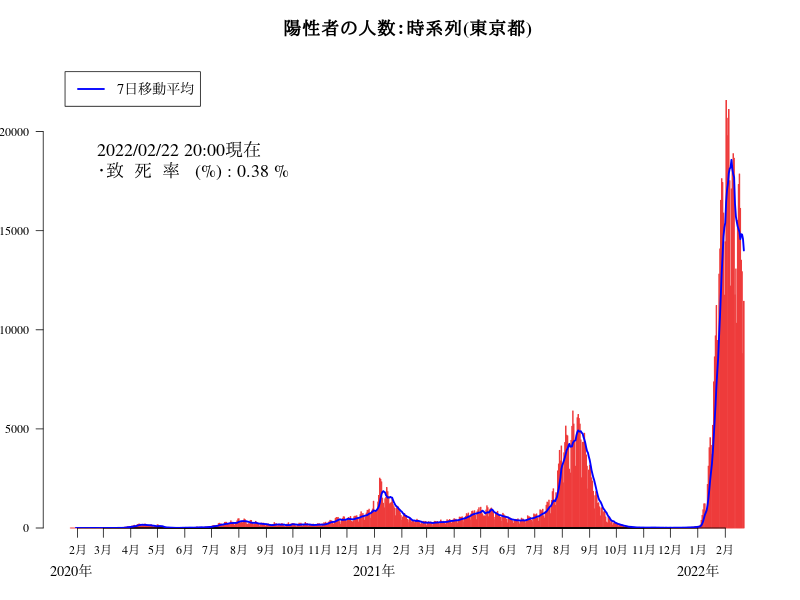 陽性者の人数:時系列(東京都)
7日移動平均
2022/02/22 20:00現在
・致 死 率 (%) : 0.38 %
20000
15000
10000
5000
0
2月 3月 4月 5月 6月 7月 8月 9月 10月 11月 12月 1月 2月 3月 4月 5月 6月 7月 8月 9月 10月 11月 12月 1月 2月
2020年 2021年 2022年